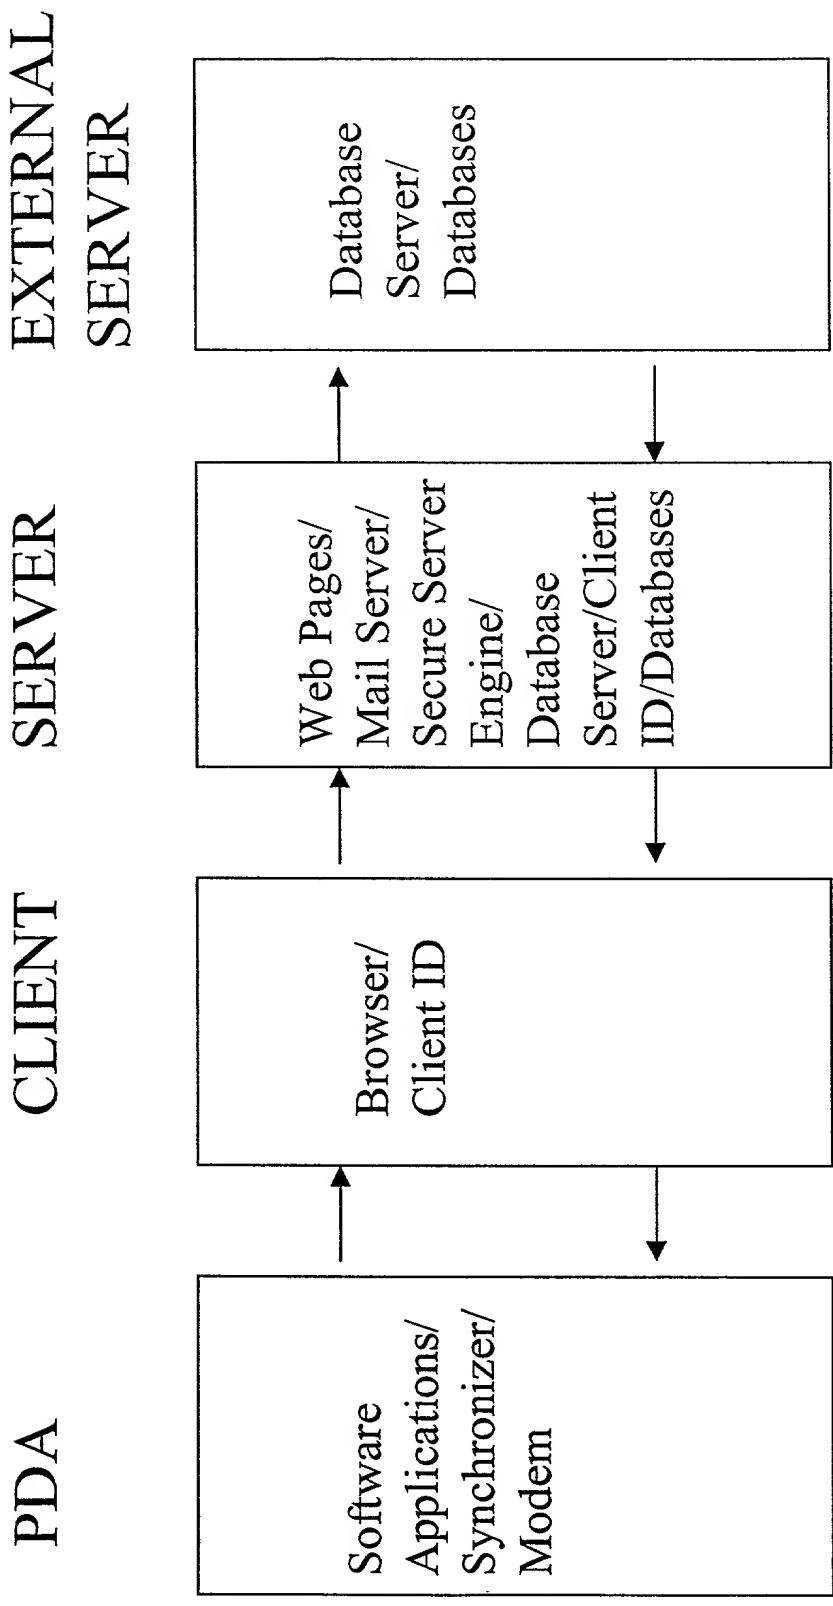 PDA
Software
Applications/
Synchronizer/
Modem
CLIENT
Browser/
Client ID
SERVER
Web Pages/
Mail Server/
Secure Server
Engine/
Database
Server/Client
ID/Databases
EXTERNAL
SERVER
Database
Server/
Databases